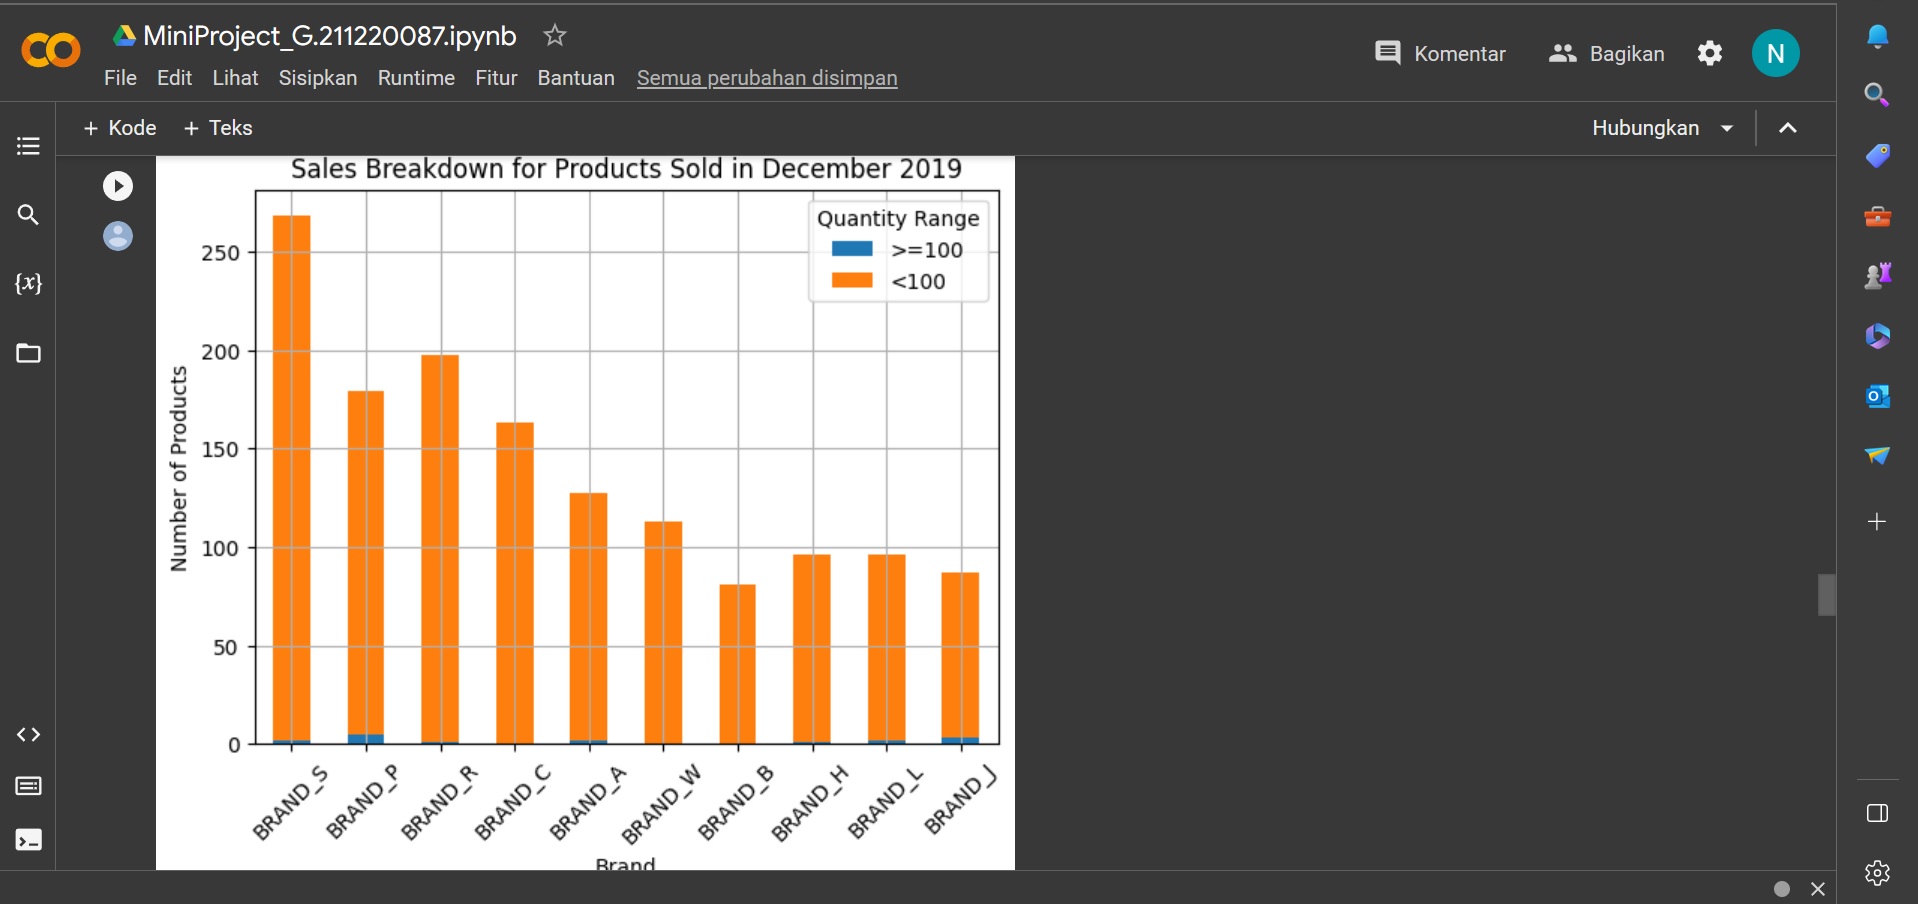 MiniProject_G.211220087.ipynb
Komentar
Bagikan
N
File Edit Lihat Sisipkan Runtime Fitur Bantuan Semua perubahan disimpan
+ Kode + Teks
Hubungkan
{x}
Sales Breakdown for Products Sold in December 2019
Quantity Range
>=100
<100
Number of Products
250
200
150
100
50
0
BRAND_S BRAND_P BRAND_R BRAND_C BRAND_A BRAND_W BRAND_B BRAND_H BRAND_L BRAND_J
Brand